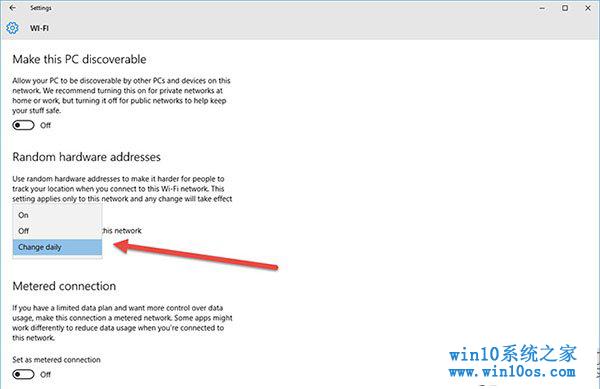 Settings
WI-FI
Make this PC discoverable
Allow your PC to be discoverable by other PCs and devices on this
network. We recommend turning this on for private networks at
home or work, but turning it off for public networks to help keep
your stuff safe.
Off
Random hardware addresses
Use random hardware addresses to make it harder for people to
track your location when you connect to this Wi-Fi network. This
setting applies only to this network and any change will take effect
On
Off
this network
Change daily
Metered connection
If you have a limited data plan and want more control over data
usage, make this connection a metered network. Some apps might
work differently to reduce data usage when you're connected to
this network.
Set as metered connection
Off
win10系统之家
www.win10os.com